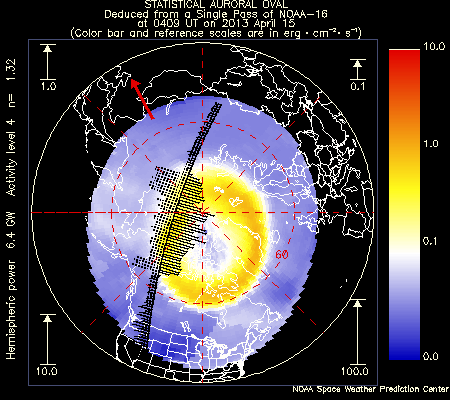 STATISTICAL AURORAL OVAL
Deduced from a Single Pass of NOAA-16
at 0409 UT on 2013 April 15
(Color bar and reference scales are in erg · cm⁻² · s⁻¹)
1.0
0.1
10.0
1.0
0.1
0.0
60
10.0
100.0
Hemispheric power 6.4 GW Activity level 4 n= 1.32
NOAA Space Weather Prediction Center